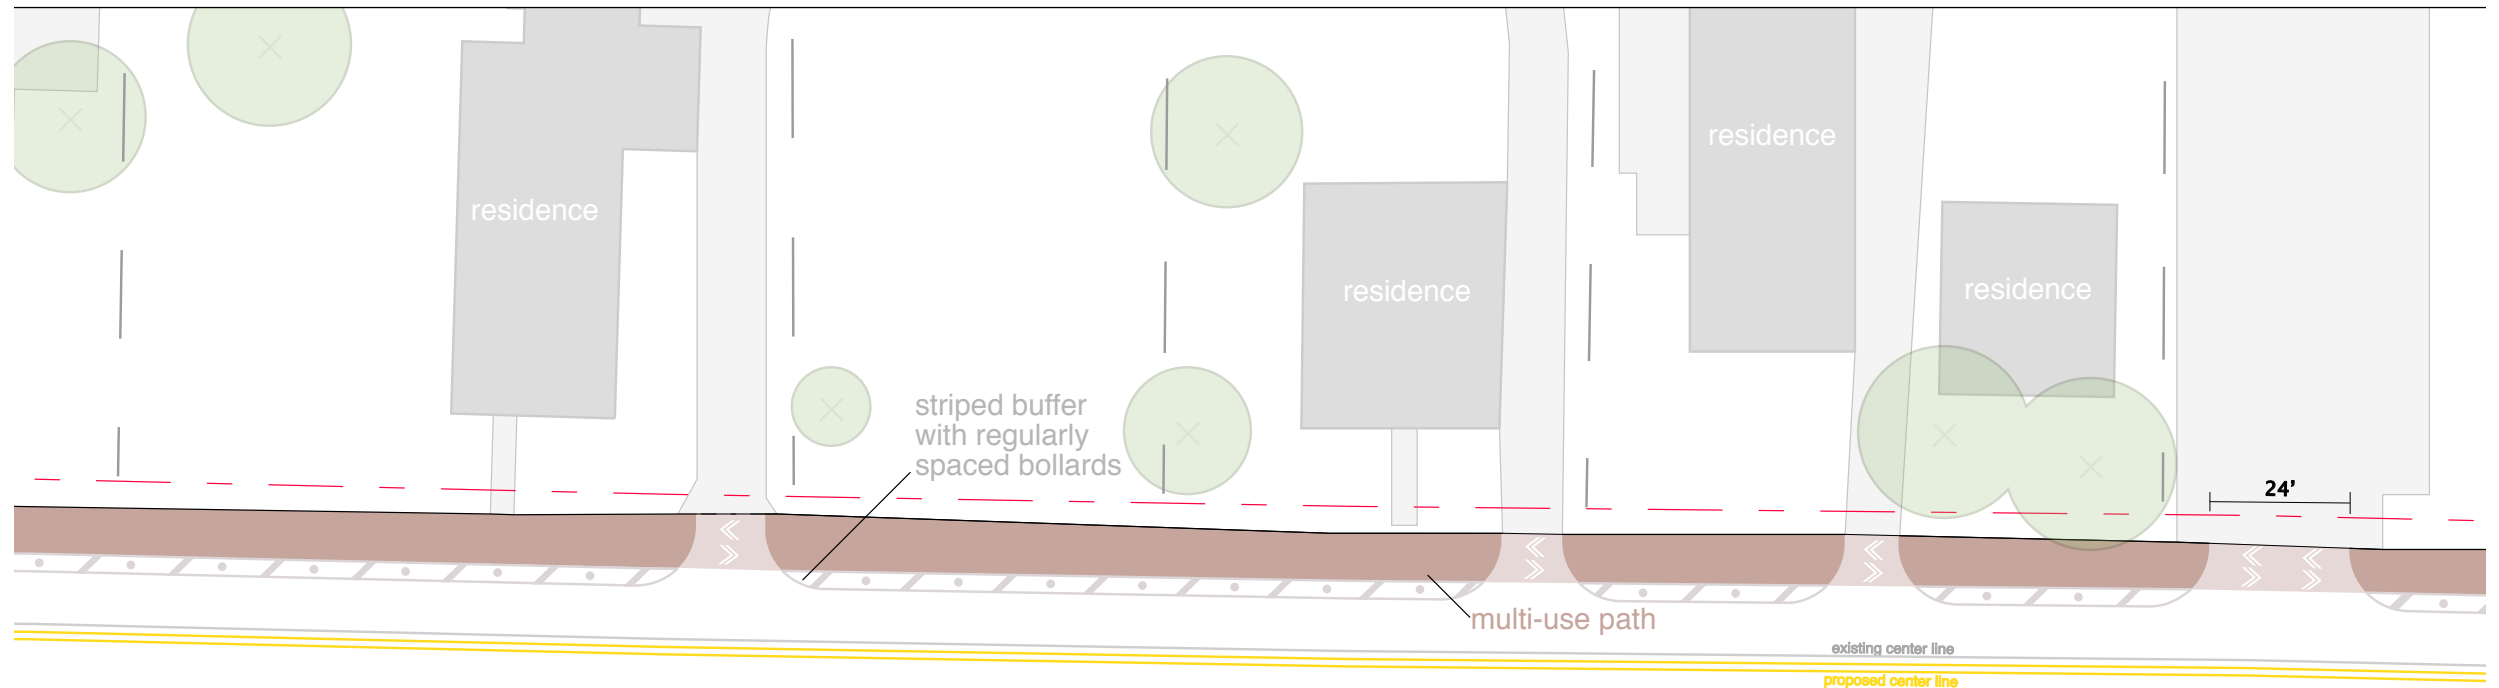 residence
residence
residence
residence
striped buffer
with regularly
spaced bollards
24’
multi-use path
existing center line
proposed center line